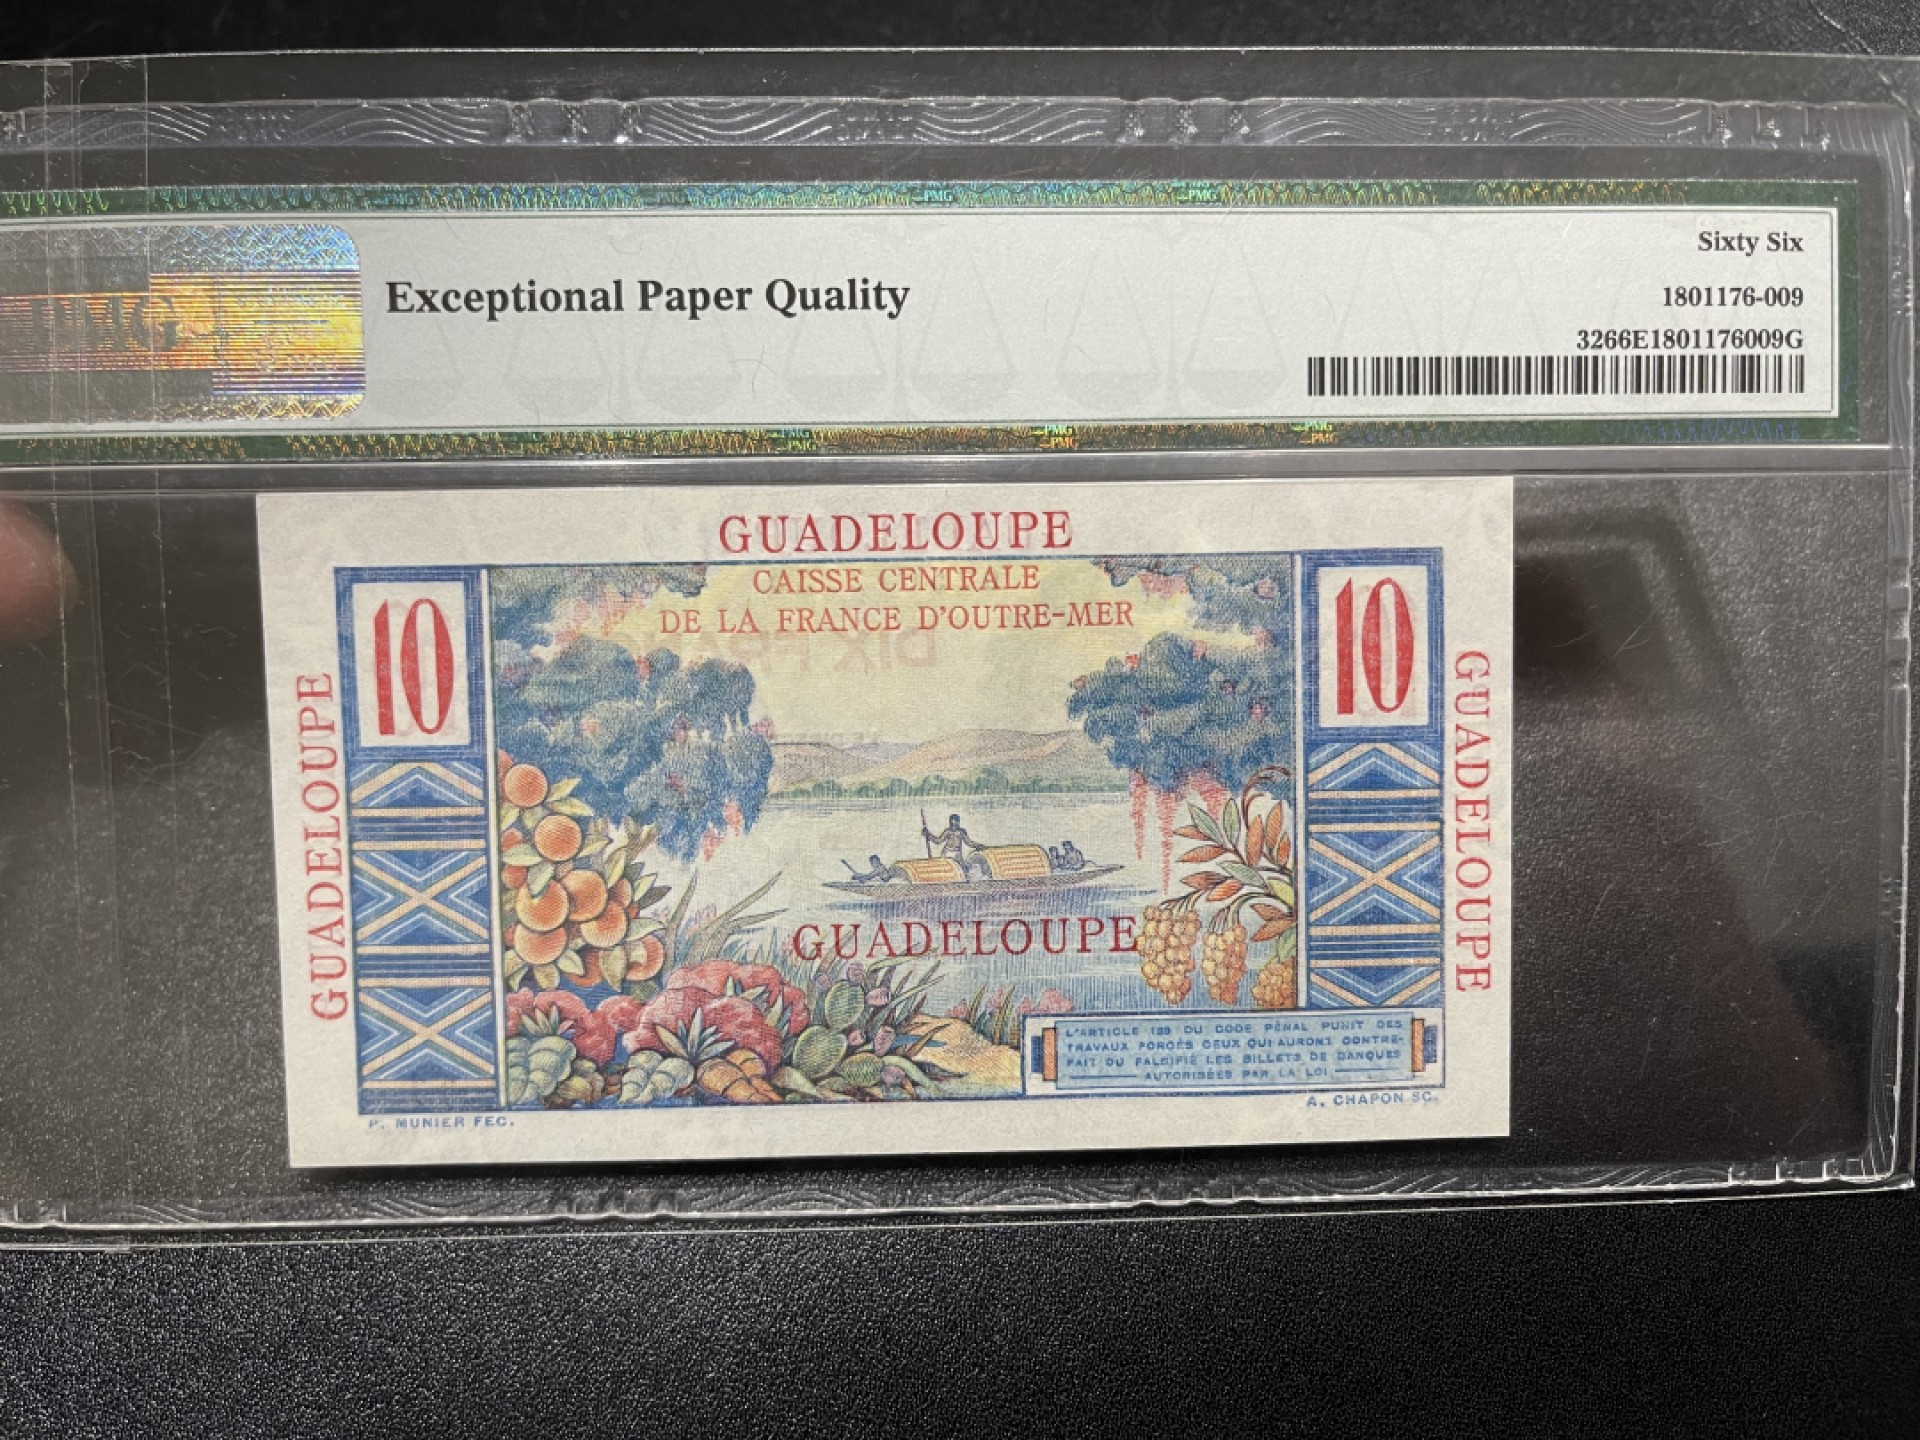 PMG
Exceptional Paper Quality
Sixty Six
1801176-009
3266E1801176009G
GUADELOUPE
CAISSE CENTRALE
DE LA FRANCE D'OUTRE-MER
10
10
GUADELOUPE
GUADELOUPE
GUADELOUPE
L'ARTICLE 139 DU CODE PÉNAL PUNIT DES
TRAVAUX FORCÉS CEUX QUI AURONT CONTRE-
FAIT OU FALSIFIÉ LES BILLETS DE BANQUES
AUTORISÉES PAR LA LOI
P. MUNIER FEC.
A. CHAPON SC.